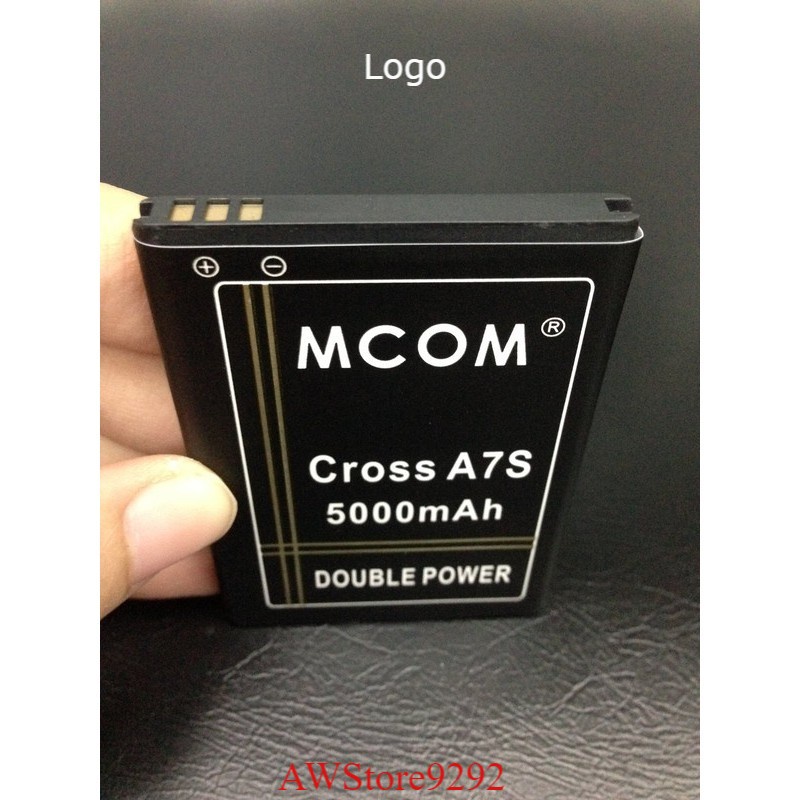 Logo
+ −
MCOM®
Cross A7S
5000mAh
DOUBLE POWER
AWStore9292